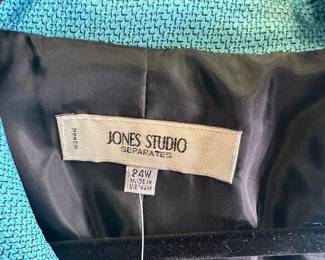 WOMAN
JONES STUDIO
SEPARATES
24W
MADE IN
VIETNAM